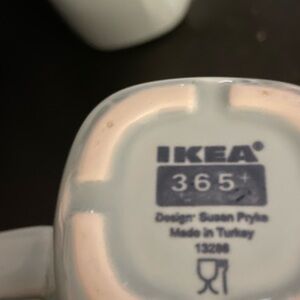 IKEA®
365+
Design: Susan Pryke
Made in Turkey
13286